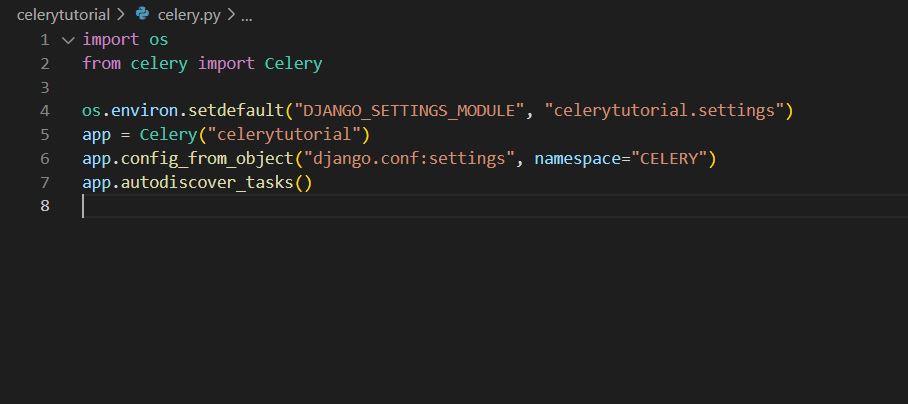 celerytutorial > celery.py > ...
1 import os
2 from celery import Celery
3
4 os.environ.setdefault("DJANGO_SETTINGS_MODULE", "celerytutorial.settings")
5 app = Celery("celerytutorial")
6 app.config_from_object("django.conf:settings", namespace="CELERY")
7 app.autodiscover_tasks()
8